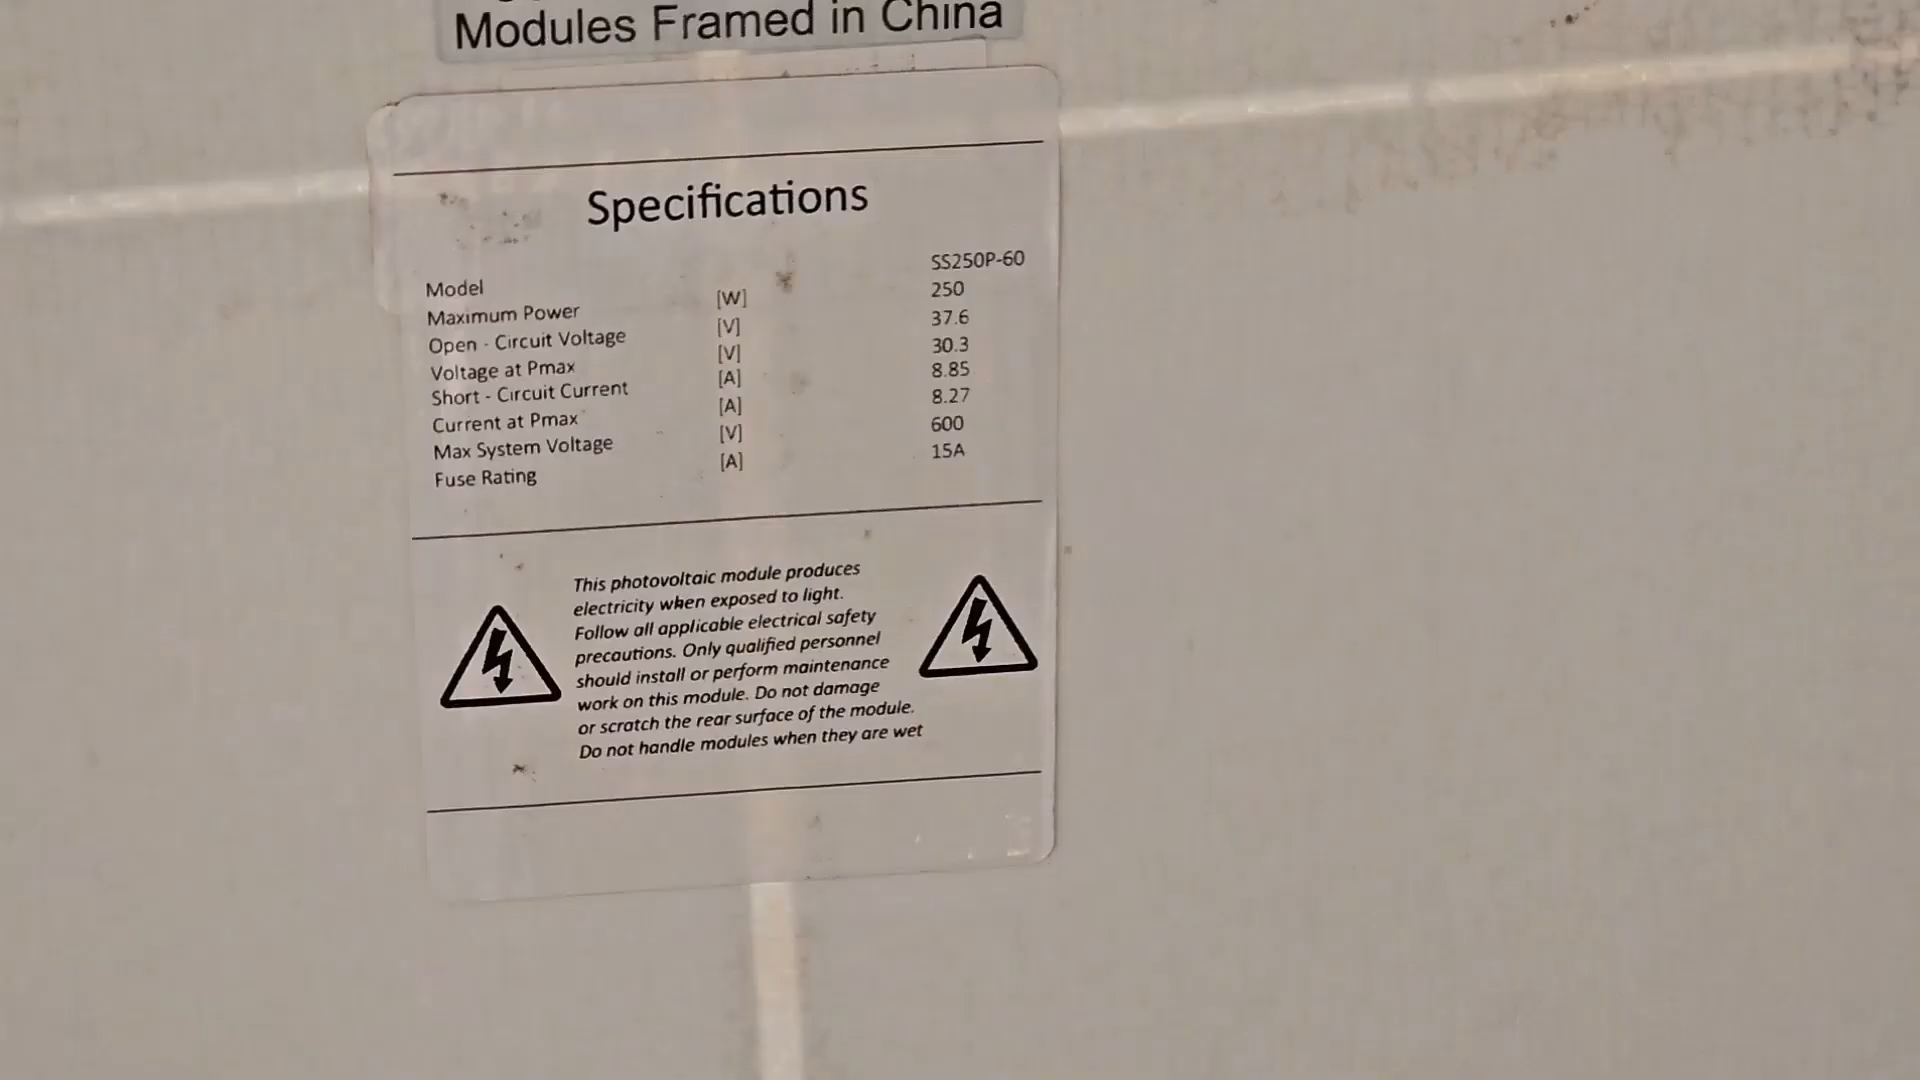 Modules Framed in China
Specifications
Model SS250P-60
Maximum Power [W] 250
Open - Circuit Voltage [V] 37.6
Voltage at Pmax [V] 30.3
Short - Circuit Current [A] 8.85
Current at Pmax [A] 8.27
Max System Voltage [V] 600
Fuse Rating [A] 15A
This photovoltaic module produces
electricity when exposed to light.
Follow all applicable electrical safety
precautions. Only qualified personnel
should install or perform maintenance
work on this module. Do not damage
or scratch the rear surface of the module.
Do not handle modules when they are wet